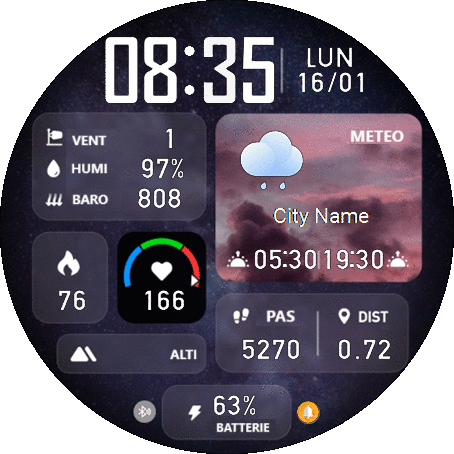 08:35
LUN
16/01
VENT 1
HUMI 97%
BARO 808
METEO
City Name
05:30 19:30
76
166
PAS
5270
DIST
0.72
ALTI
63%
BATTERIE